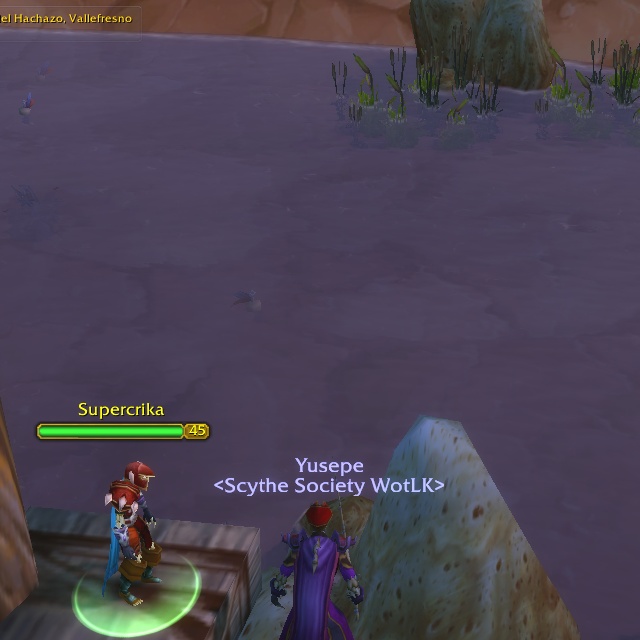 el Hachazo, Vallefresno
Supercrika
45
Yusepe
<Scythe Society WotLK>